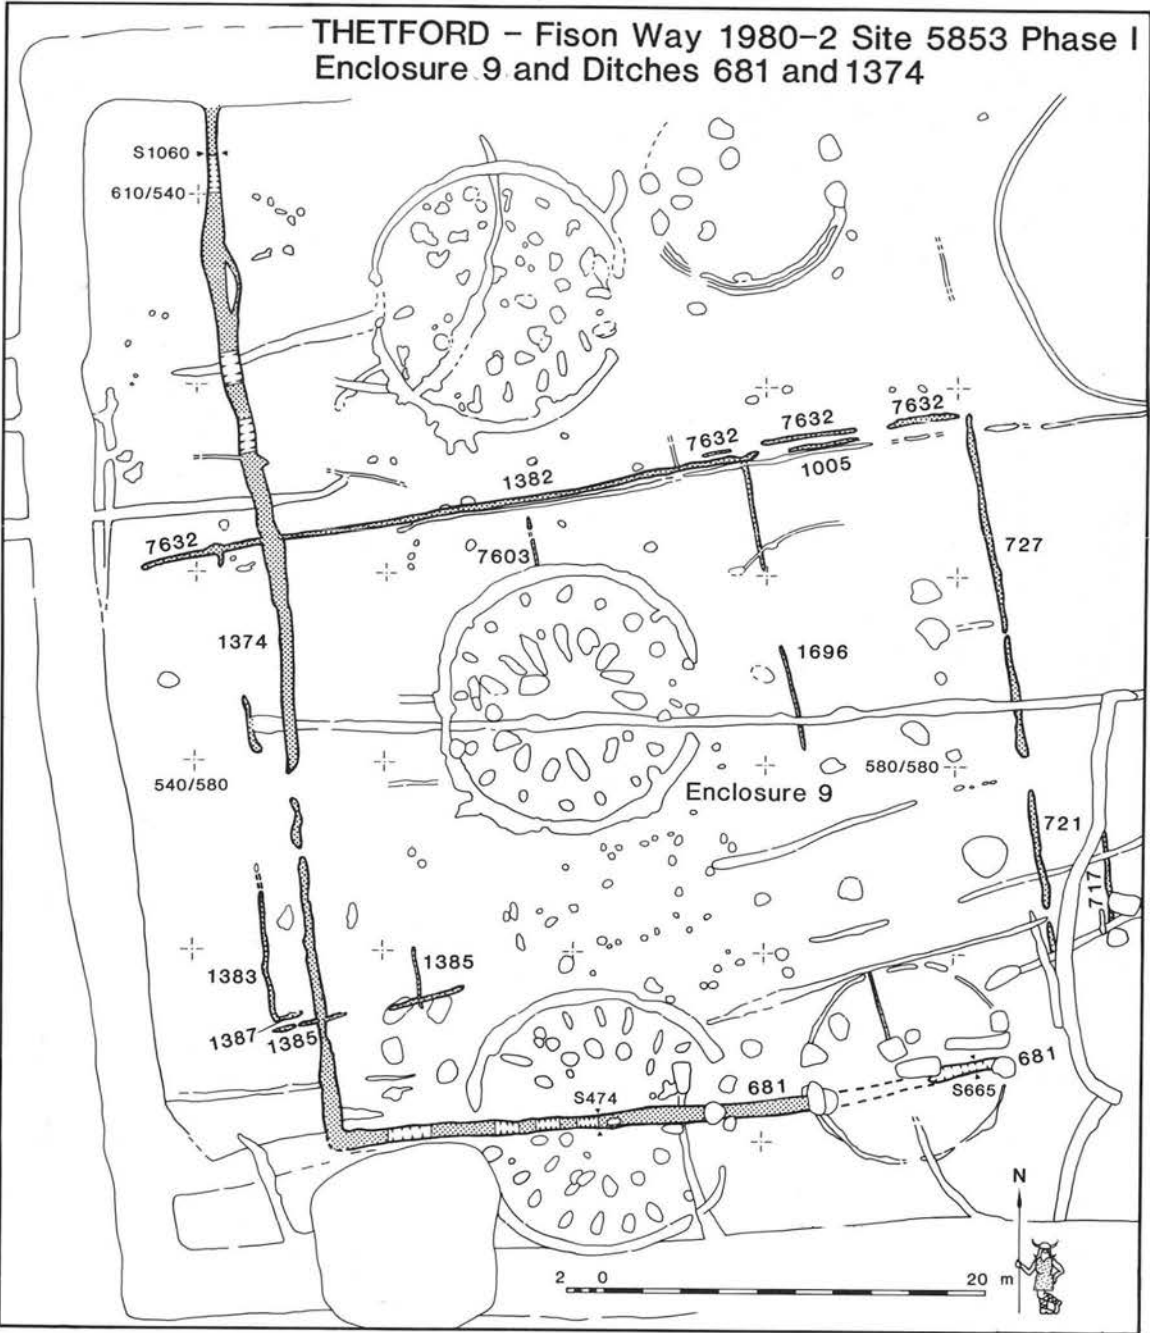 THETFORD – Fison Way 1980-2 Site 5853 Phase I
Enclosure 9 and Ditches 681 and 1374
S1060
610/540
7632
7632
7632
1382
1005
7632
7603
727
1374
1696
540/580
580/580
Enclosure 9
721
717
1383
1385
1387
1385
681
681
S474
S665
N
2 0 20 m